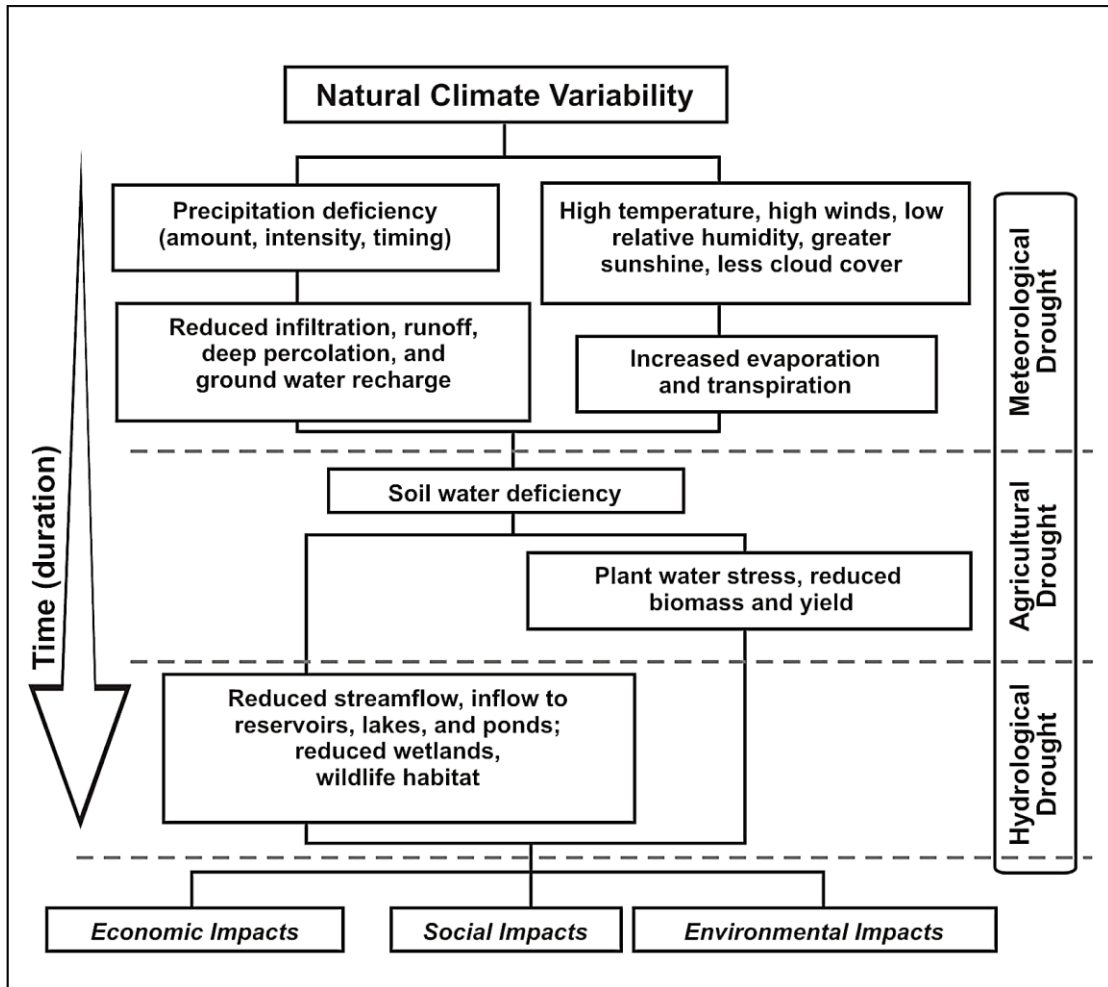 Natural Climate Variability
Precipitation deficiency
(amount, intensity, timing)
High temperature, high winds, low
relative humidity, greater
sunshine, less cloud cover
Reduced infiltration, runoff,
deep percolation, and
ground water recharge
Increased evaporation
and transpiration
Meteorological
Drought
Time (duration)
Soil water deficiency
Plant water stress, reduced
biomass and yield
Agricultural
Drought
Reduced streamflow, inflow to
reservoirs, lakes, and ponds;
reduced wetlands,
wildlife habitat
Hydrological
Drought
Economic Impacts
Social Impacts
Environmental Impacts